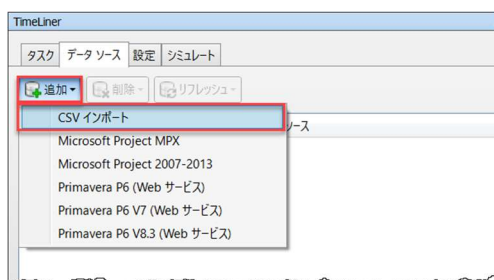 TimeLiner
タスク データ ソース 設定 シミュレート
追加 削除 リフレッシュ
CSV インポート
ソース
Microsoft Project MPX
Microsoft Project 2007-2013
Primavera P6 (Web サービス)
Primavera P6 V7 (Web サービス)
Primavera P6 V8.3 (Web サービス)